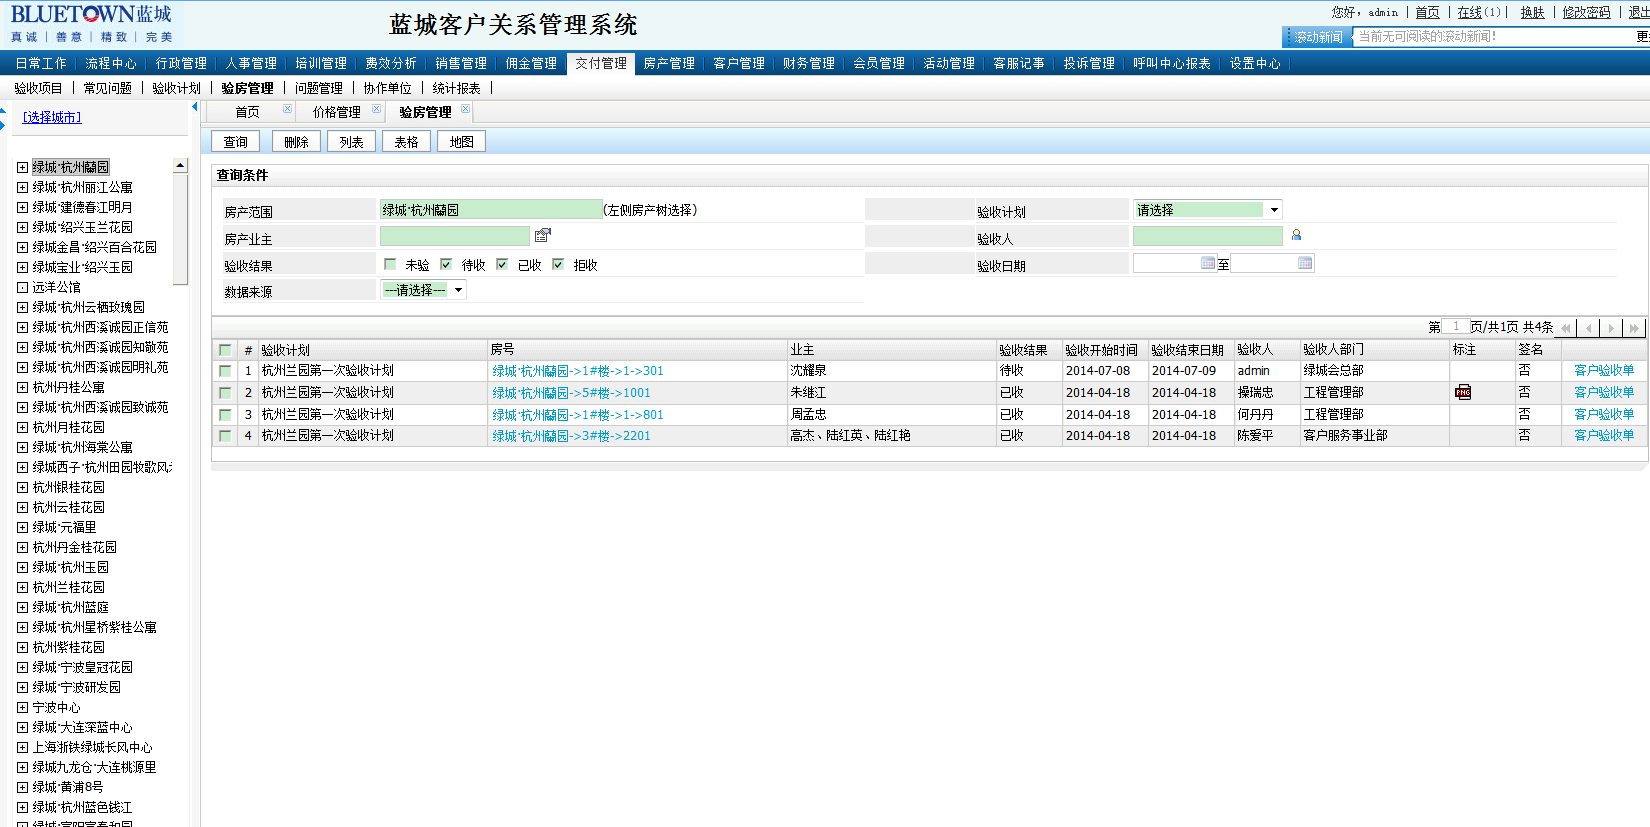 BLUETOWN蓝城
真诚 | 善意 | 精致 | 完美
蓝城客户关系管理系统
您好, admin | 首页 | 在线(1) | 换肤 | 修改密码 | 退出
滚动新闻 当前无可阅读的滚动新闻!
日常工作 流程中心 行政管理 人事管理 培训管理 费效分析 销售管理 佣金管理 交付管理 房产管理 客户管理 财务管理 会员管理 活动管理 客服记事 投诉管理 呼叫中心报表 设置中心
验收项目 | 常见问题 | 验收计划 | 验房管理 | 问题管理 | 协作单位 | 统计报表 |
[选择城市]
首页 价格管理 验房管理
查询 删除 列表 表格 地图
查询条件
房产范围 绿城·杭州蘭园 (左侧房产树选择) 验收计划 请选择
房产业主 验收人
验收结果 未验 待收 已收 拒收 验收日期 至
数据来源 ---请选择---
第 1 页/共1页 共4条
# 验收计划 房号 业主 验收结果 验收开始时间 验收结束日期 验收人 验收人部门 标注 签名
1 杭州兰园第一次验收计划 绿城·杭州蘭园->1#楼->1->301 沈耀泉 待收 2014-07-08 2014-07-09 admin 绿城会总部 否 客户验收单
2 杭州兰园第一次验收计划 绿城·杭州蘭园->5#楼->1001 朱继江 已收 2014-04-18 2014-04-18 操瑞忠 工程管理部 PNG 否 客户验收单
3 杭州兰园第一次验收计划 绿城·杭州蘭园->1#楼->1->801 周孟忠 已收 2014-04-18 2014-04-18 何丹丹 工程管理部 否 客户验收单
4 杭州兰园第一次验收计划 绿城·杭州蘭园->3#楼->2201 高杰、陆红英、陆红艳 已收 2014-04-18 2014-04-18 陈爱平 客户服务事业部 否 客户验收单
绿城·杭州蘭园
绿城·杭州丽江公寓
绿城·建德春江明月
绿城·绍兴玉兰花园
绿城金昌·绍兴百合花园
绿城宝业·绍兴玉园
远洋公馆
绿城·杭州云栖玫瑰园
绿城·杭州西溪诚园正信苑
绿城·杭州西溪诚园知敬苑
绿城·杭州西溪诚园明礼苑
杭州丹桂公寓
绿城·杭州西溪诚园致诚苑
杭州月桂花园
绿城·杭州海棠公寓
绿城西子·杭州田园牧歌风
杭州银桂花园
杭州云桂花园
绿城·元福里
杭州丹金桂花园
绿城·杭州玉园
杭州兰桂花园
绿城·杭州蓝庭
绿城·杭州星桥紫桂公寓
杭州紫桂花园
绿城·宁波皇冠花园
绿城·宁波研发园
宁波中心
绿城·大连深蓝中心
上海浙铁绿城长风中心
绿城九龙仓·大连桃源里
绿城·黄浦8号
绿城·杭州蓝色钱江